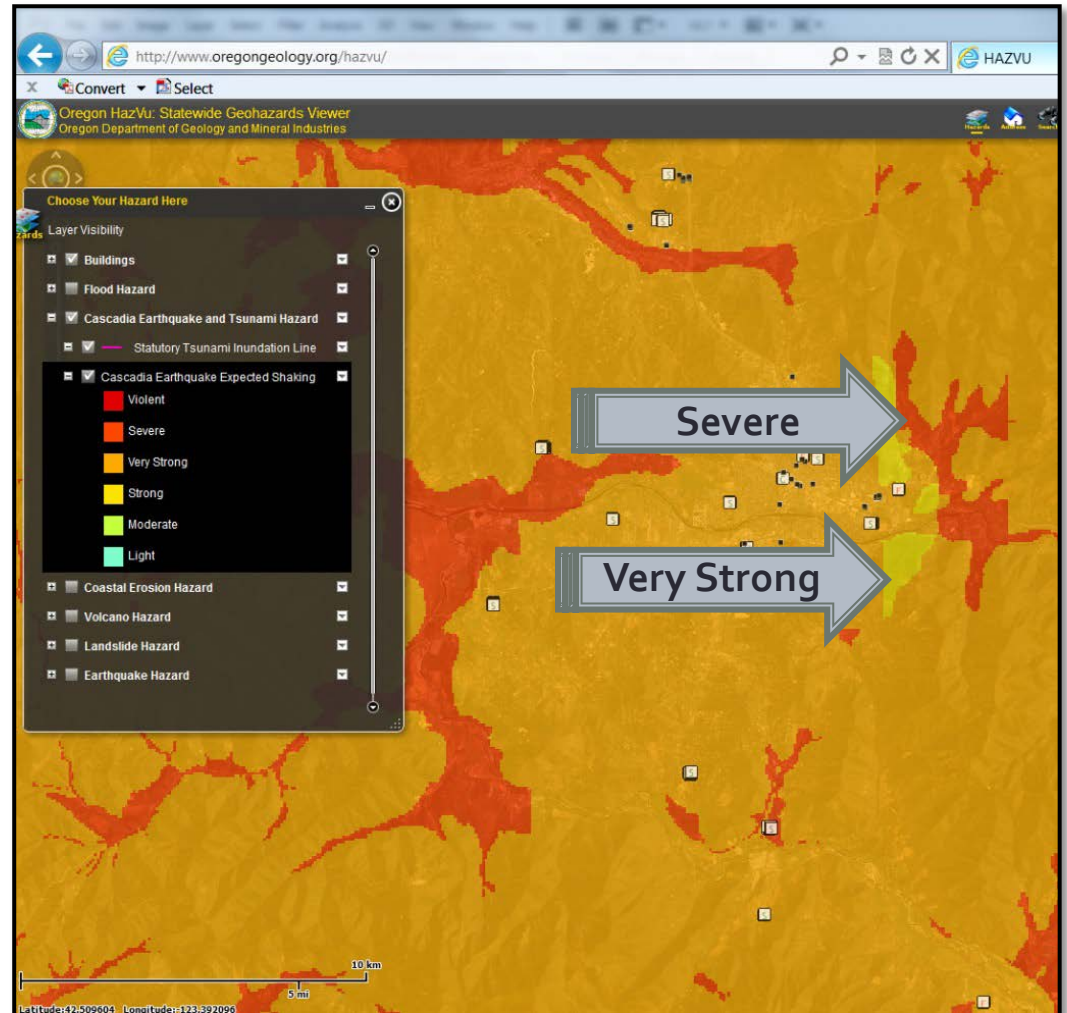 http://www.oregongeology.org/hazvu/
HAZVU
x Convert Select
Oregon HazVu: Statewide Geohazards Viewer
Oregon Department of Geology and Mineral Industries
Hazards Address Search
Choose Your Hazard Here
Layer Visibility
Buildings
Flood Hazard
Cascadia Earthquake and Tsunami Hazard
Statutory Tsunami Inundation Line
Cascadia Earthquake Expected Shaking
Violent
Severe
Very Strong
Strong
Moderate
Light
Coastal Erosion Hazard
Volcano Hazard
Landslide Hazard
Earthquake Hazard
Severe
Very Strong
10 km
5 mi
Latitude:42.509604 Longitude:-123.392096